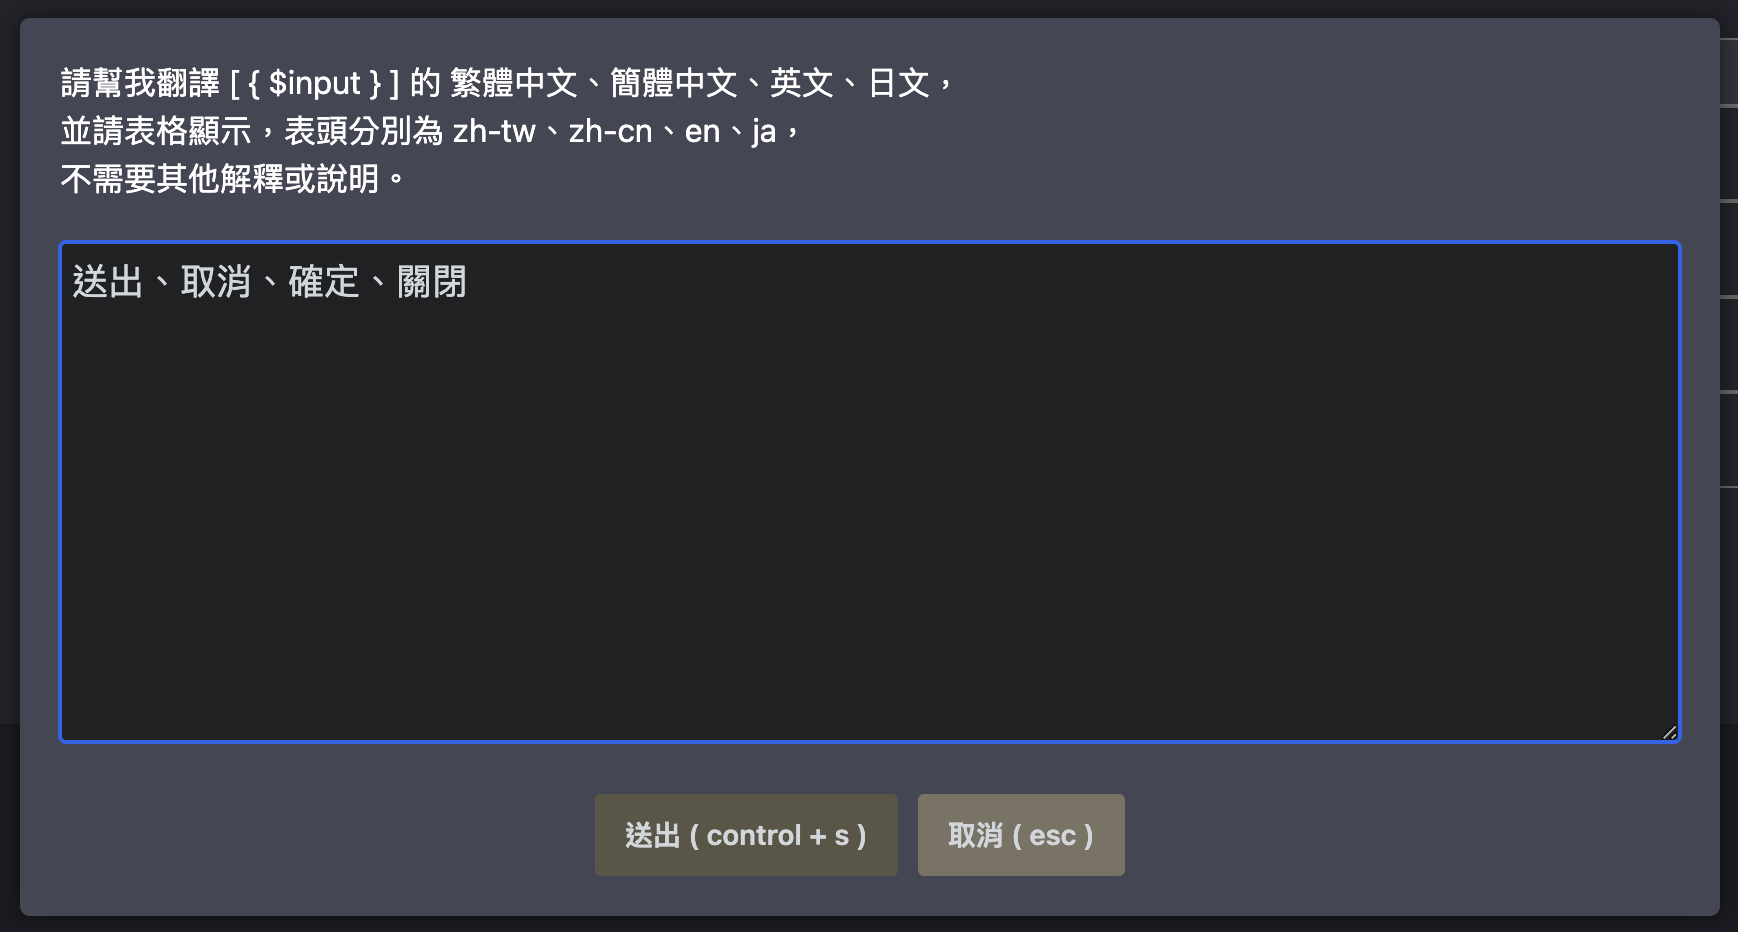 請幫我翻譯 [ { $input } ] 的 繁體中文、簡體中文、英文、日文，
並請表格顯示，表頭分別為 zh-tw、zh-cn、en、ja，
不需要其他解釋或說明。
送出、取消、確定、關閉
送出 ( control + s )
取消 ( esc )